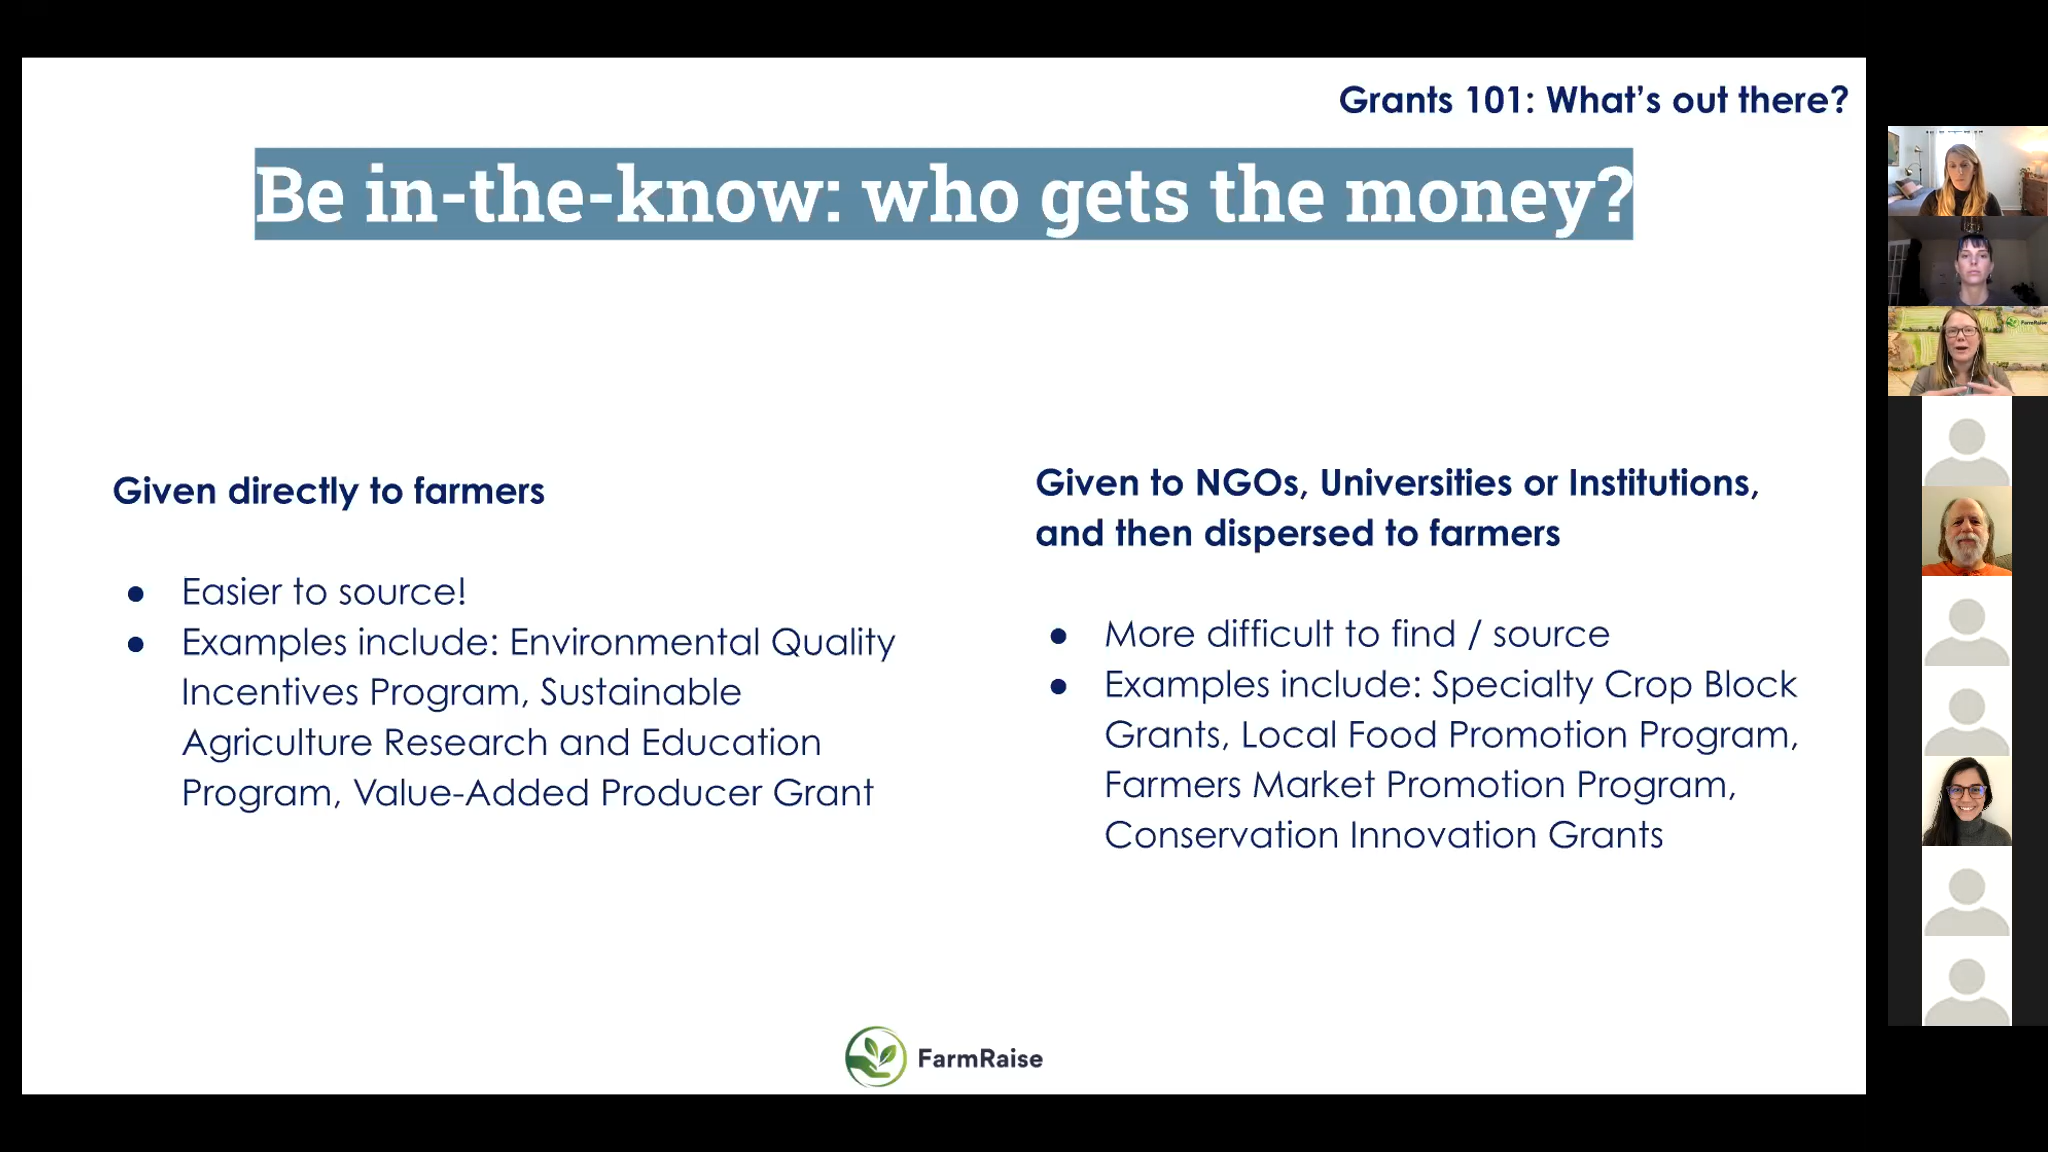 Grants 101: What's out there?
Be in-the-know: who gets the money?
Given directly to farmers
● Easier to source!
● Examples include: Environmental Quality
Incentives Program, Sustainable
Agriculture Research and Education
Program, Value-Added Producer Grant
Given to NGOs, Universities or Institutions,
and then dispersed to farmers
● More difficult to find / source
● Examples include: Specialty Crop Block
Grants, Local Food Promotion Program,
Farmers Market Promotion Program,
Conservation Innovation Grants
FarmRaise
FarmRaise